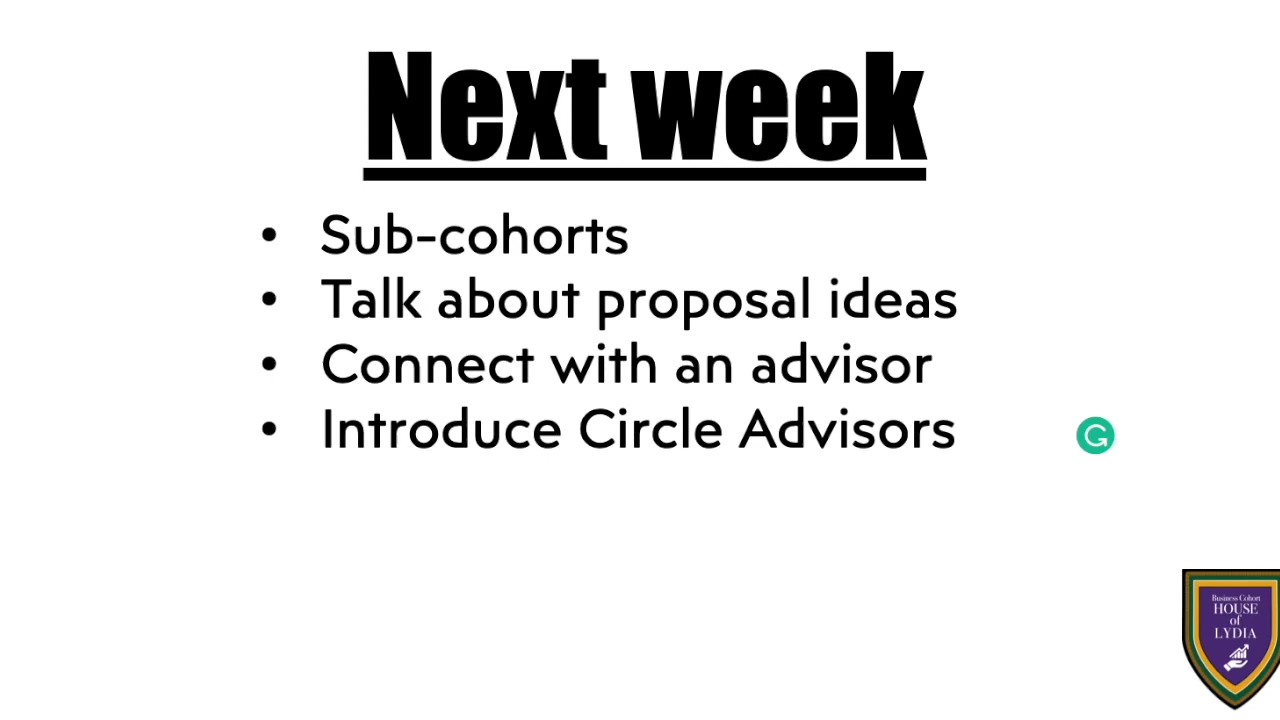 Next week
• Sub-cohorts
• Talk about proposal ideas
• Connect with an advisor
• Introduce Circle Advisors
G
Business Cohort
HOUSE
of
LYDIA